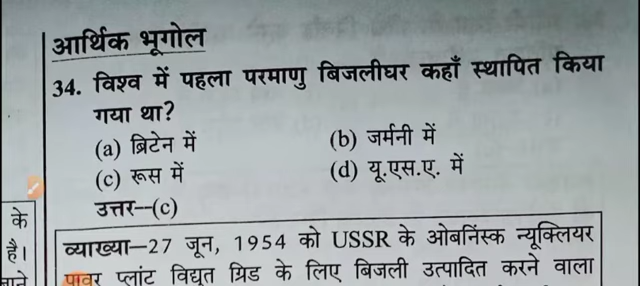 आर्थिक भूगोल
34. विश्व में पहला परमाणु बिजलीघर कहाँ स्थापित किया
गया था?
(a) ब्रिटेन में
(b) जर्मनी में
(c) रूस में
(d) यू.एस.ए. में
उत्तर–(c)
के
है।
व्याख्या–27 जून, 1954 को USSR के ओबनिंस्क न्यूक्लियर
पावर प्लांट विद्यूत ग्रिड के लिए बिजली उत्पादित करने वाला